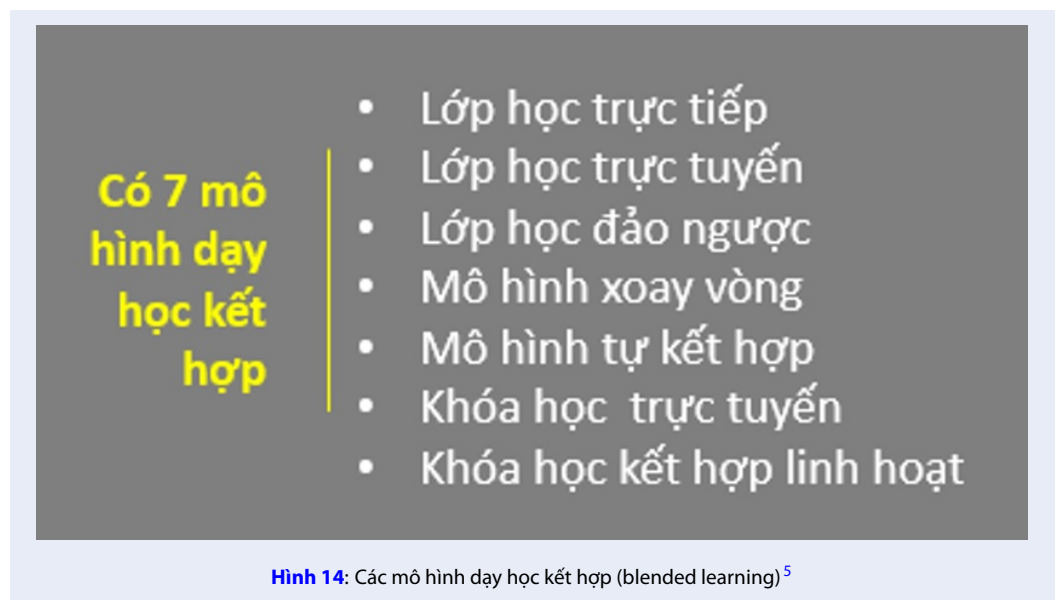 Có 7 mô
hình dạy
học kết
hợp
• Lớp học trực tiếp
• Lớp học trực tuyến
• Lớp học đảo ngược
• Mô hình xoay vòng
• Mô hình tự kết hợp
• Khóa học trực tuyến
• Khóa học kết hợp linh hoạt
Hình 14: Các mô hình dạy học kết hợp (blended learning) 5